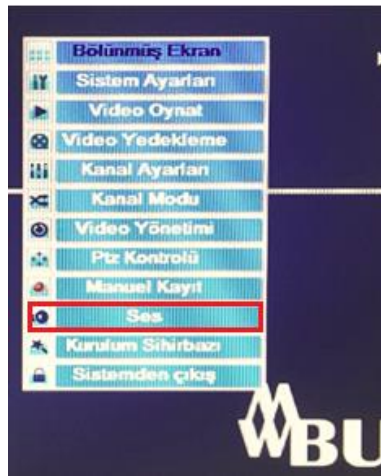 Bölünmüş Ekran
Sistem Ayarları
Video Oynat
Video Yedekleme
Kanal Ayarları
Kanal Modu
Video Yönetimi
Ptz Kontrolü
Manuel Kayıt
Ses
Kurulum Sihirbazı
Sistemden çıkış
BU